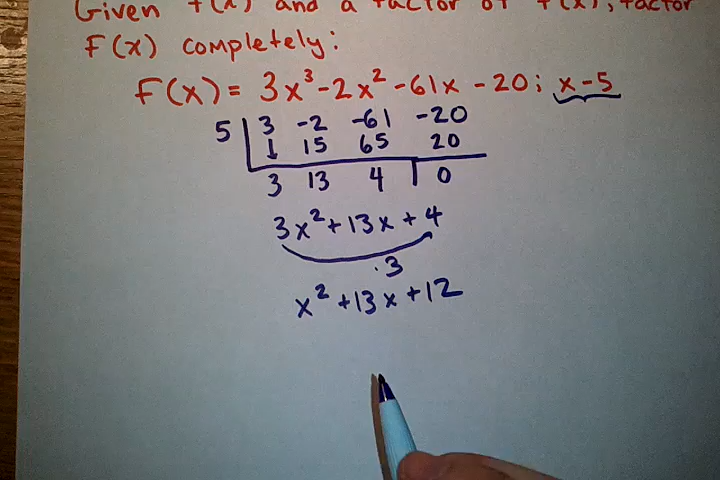 Given f(x) and a factor of f(x), factor
F(x) completely:
F(x) = 3x³ - 2x² - 61x - 20; x - 5
5 3 -2 -61 -20
↓ 15 65 20
3 13 4 0
3x² + 13x + 4
·3
x² + 13x + 12